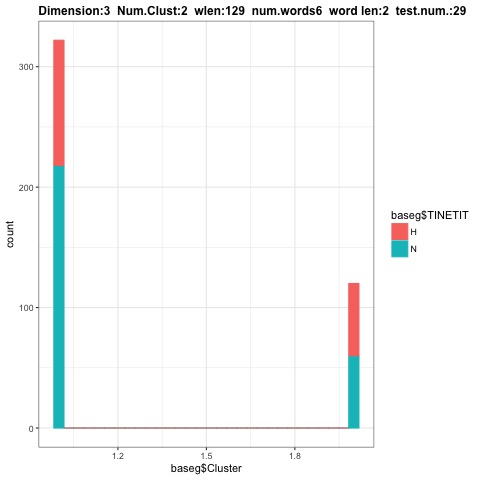 Dimension:3 Num.Clust:2 wlen:129 num.words6 word len:2 test.num.:29
300
200
100
0
count
1.2 1.5 1.8
baseg$Cluster
baseg$TINETIT
H
N